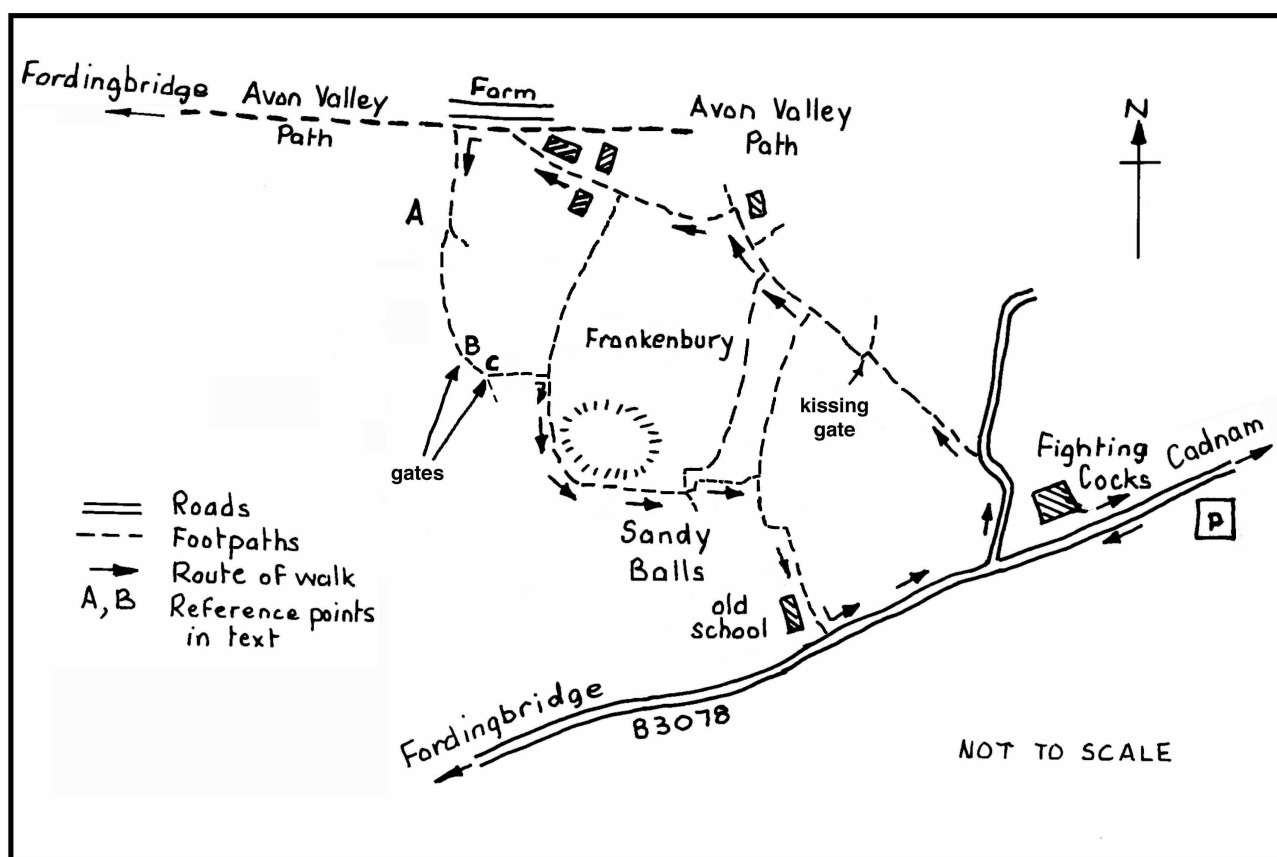 Fordingbridge
Avon Valley
Path
Farm
Avon Valley
Path
N
A
B
C
gates
Frankenbury
kissing
gate
Fighting
Cocks
Cadnam
P
Sandy
Balls
old
school
Roads
Footpaths
Route of walk
A, B Reference points
in text
Fordingbridge
B3078
NOT TO SCALE